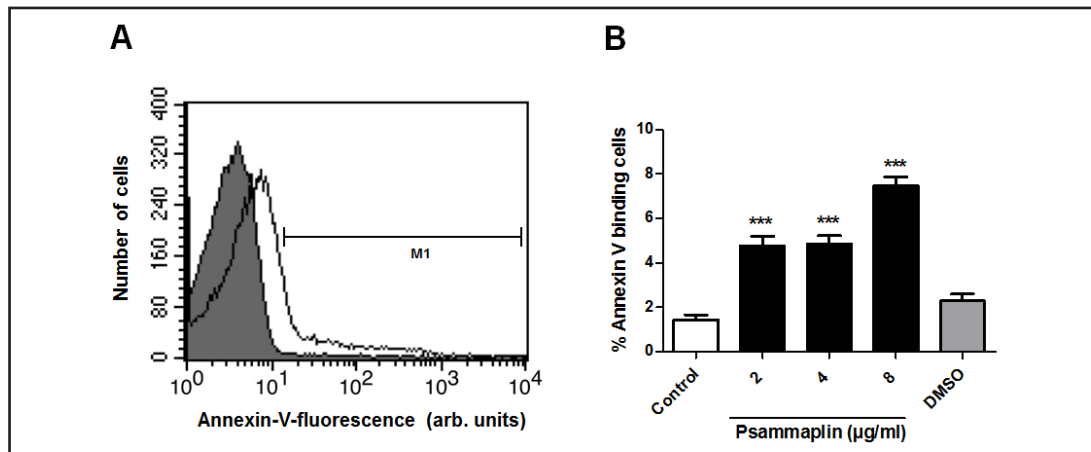 A
B
400
320
240
160
80
0
Number of cells
M1
10^0 10^1 10^2 10^3 10^4
Annexin-V-fluorescence (arb. units)
10
8
6
4
2
0
% Annexin V binding cells
*** *** ***
Control 2 4 8 DMSO
Psammaplin (µg/ml)